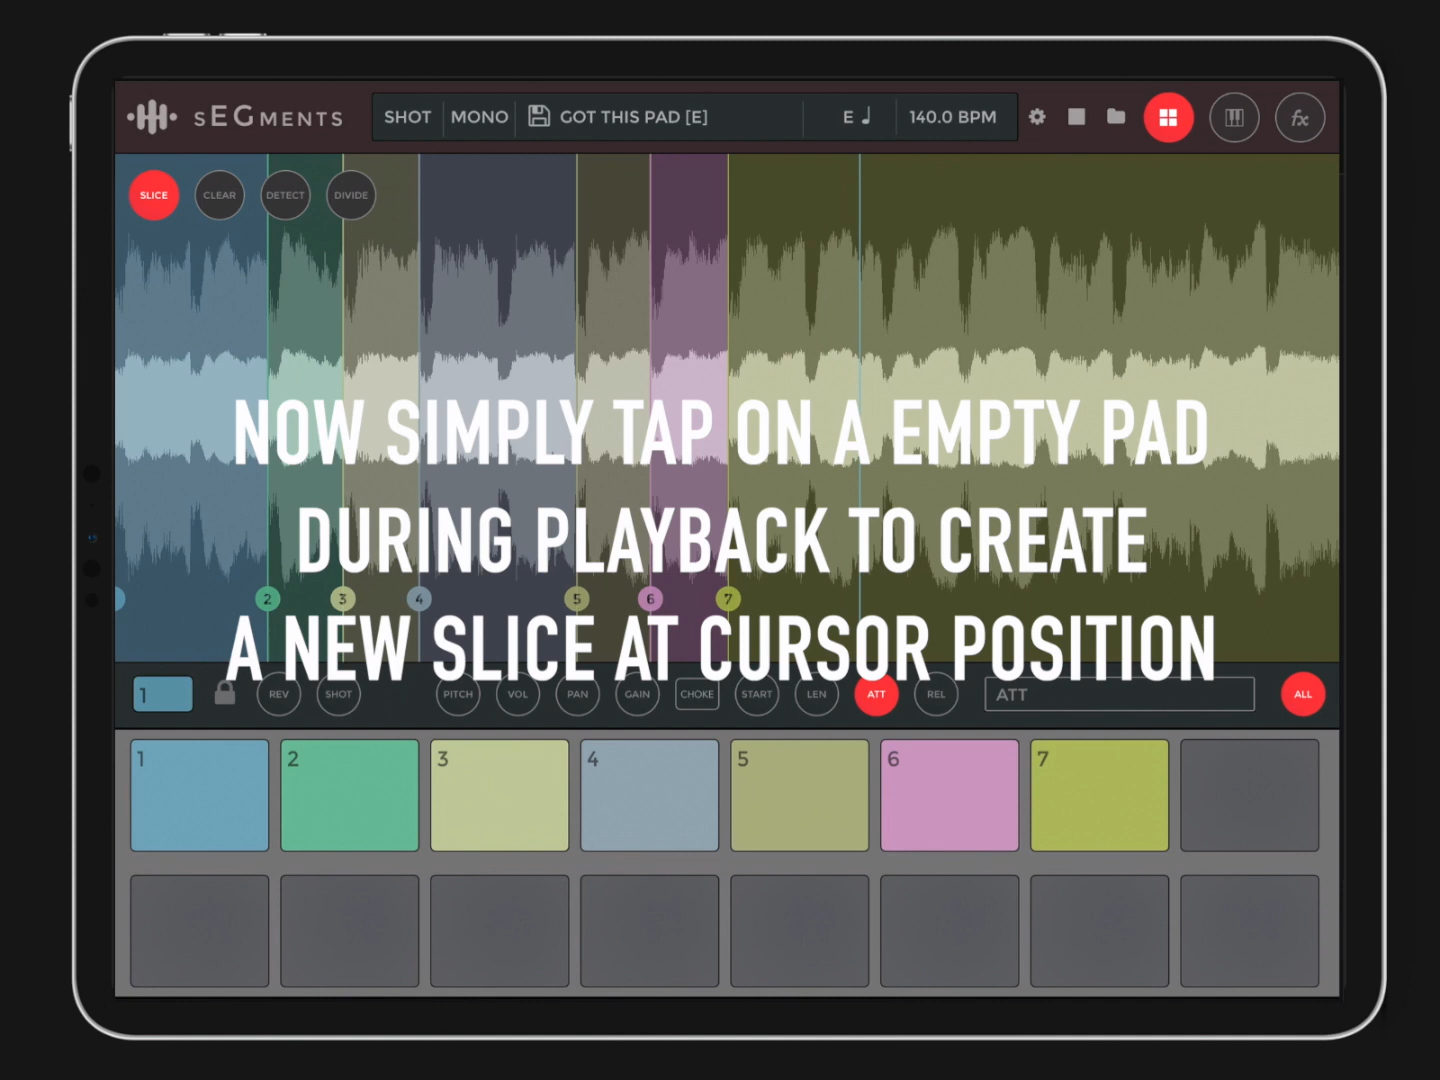 sEGMENTS
SHOT MONO GOT THIS PAD [E] E 140.0 BPM fx
SLICE CLEAR DETECT DIVIDE
NOW SIMPLY TAP ON A EMPTY PAD
DURING PLAYBACK TO CREATE
2 3 4 5 6 7
A NEW SLICE AT CURSOR POSITION
1 REV SHOT PITCH VOL PAN GAIN CHOKE START LEN ATT REL ATT ALL
1 2 3 4 5 6 7